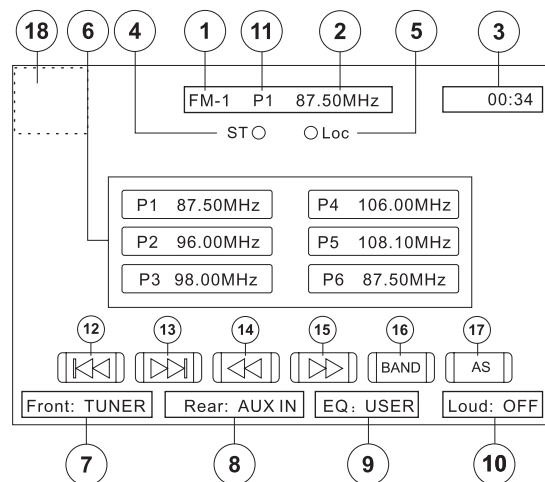 18 6 4 1 11 2 5 3
FM-1 P1 87.50MHz 00:34
ST Loc
P1 87.50MHz P4 106.00MHz
P2 96.00MHz P5 108.10MHz
P3 98.00MHz P6 87.50MHz
12 13 14 15 16 17
BAND AS
Front: TUNER Rear: AUX IN EQ: USER Loud: OFF
7 8 9 10